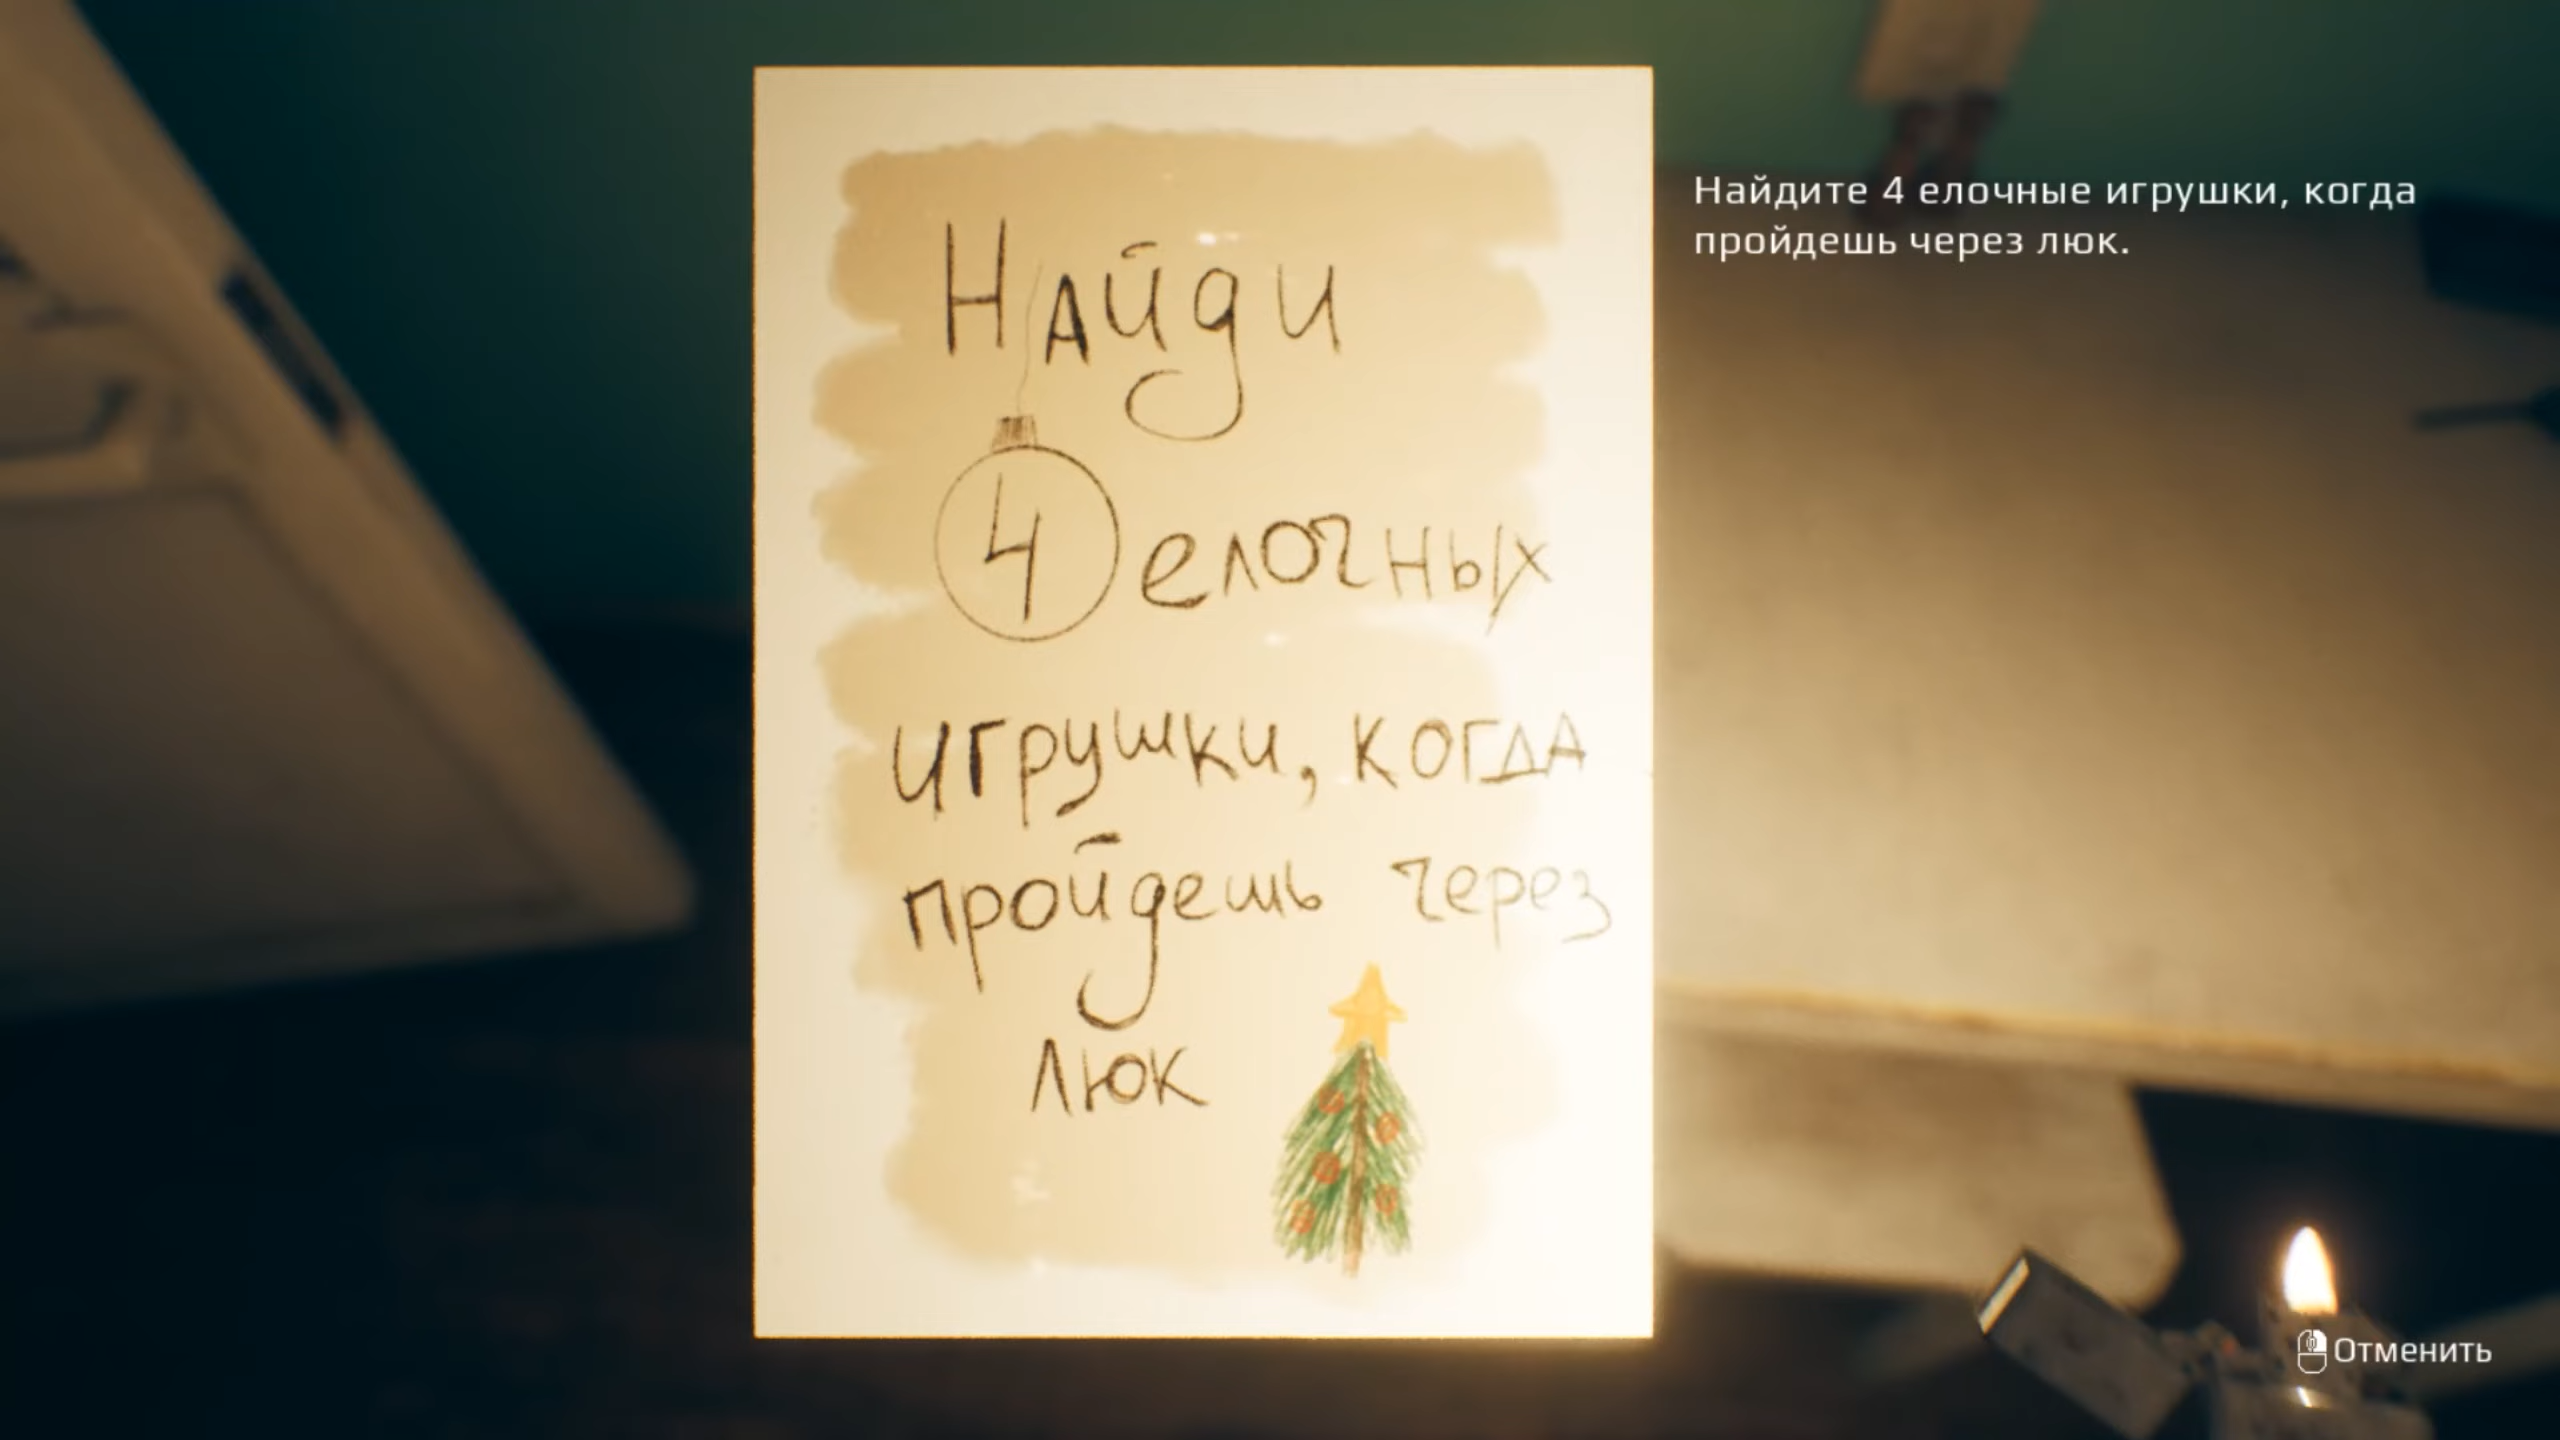 Найди
4 елочных
игрушки, когда
пройдешь через
люк
Найдите 4 елочные игрушки, когда
пройдешь через люк.
Отменить